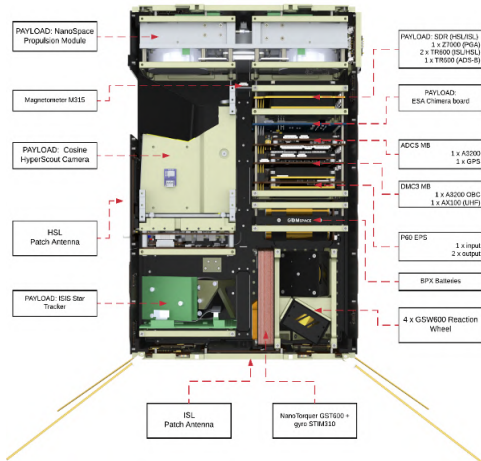 PAYLOAD: NanoSpace
Propulsion Module
Magnetometer M315
PAYLOAD: Cosine
HyperScout Camera
HSL
Patch Antenna
PAYLOAD: ISIS Star
Tracker
ISL
Patch Antenna
NanoTorquer GST600 +
gyro STIM310
PAYLOAD: SDR (HSL/ISL)
1 x Z7000 (PGA)
2 x TR600 (ISL/HSL)
1 x TR600 (ADS-B)
PAYLOAD:
ESA Chimera board
ADCS MB
1 x A3200
1 x GPS
DMC3 MB
1 x A3200 OBC
1 x AX100 (UHF)
P60 EPS
1 x input
2 x output
BPX Batteries
4 x GSW600 Reaction
Wheel